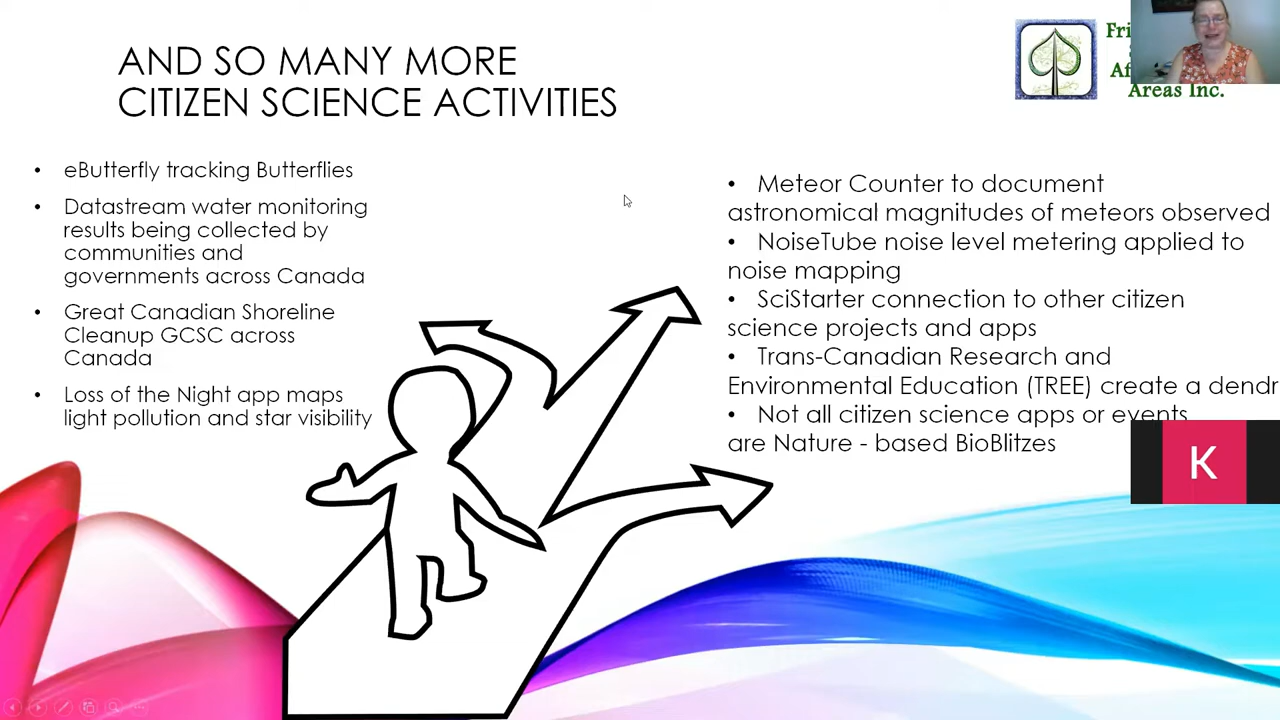 AND SO MANY MORE
CITIZEN SCIENCE ACTIVITIES
• eButterfly tracking Butterflies
• Datastream water monitoring
results being collected by
communities and
governments across Canada
• Great Canadian Shoreline
Cleanup GCSC across
Canada
• Loss of the Night app maps
light pollution and star visibility
• Meteor Counter to document
astronomical magnitudes of meteors observed
• NoiseTube noise level metering applied to
noise mapping
• SciStarter connection to other citizen
science projects and apps
• Trans-Canadian Research and
Environmental Education (TREE) create a dendr
• Not all citizen science apps or events
are Nature - based BioBlitzes
Areas Inc.
K